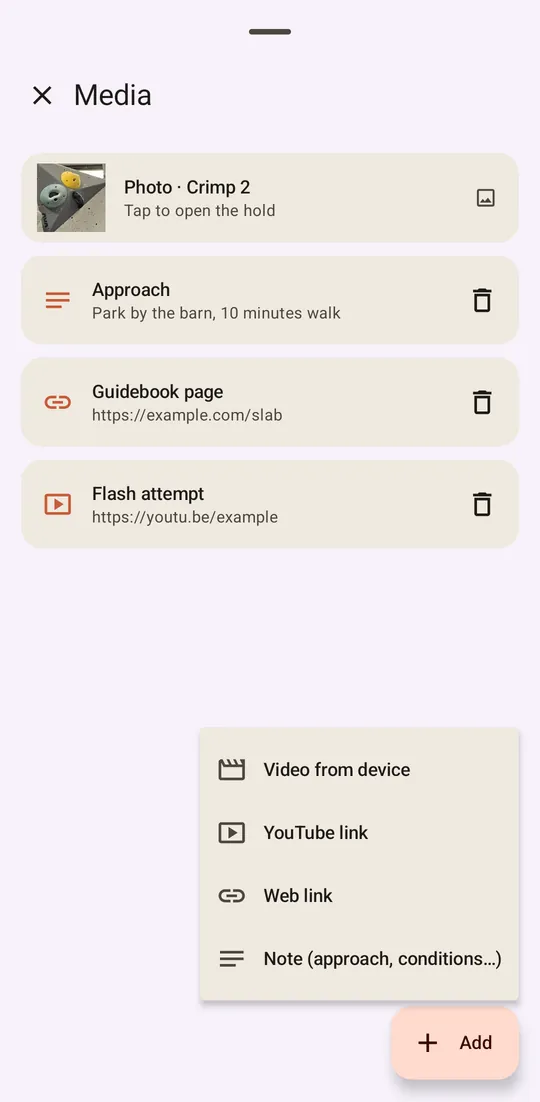 Media
Photo · Crimp 2
Tap to open the hold
Approach
Park by the barn, 10 minutes walk
Guidebook page
https://example.com/slab
Flash attempt
https://youtu.be/example
Video from device
YouTube link
Web link
Note (approach, conditions…)
Add